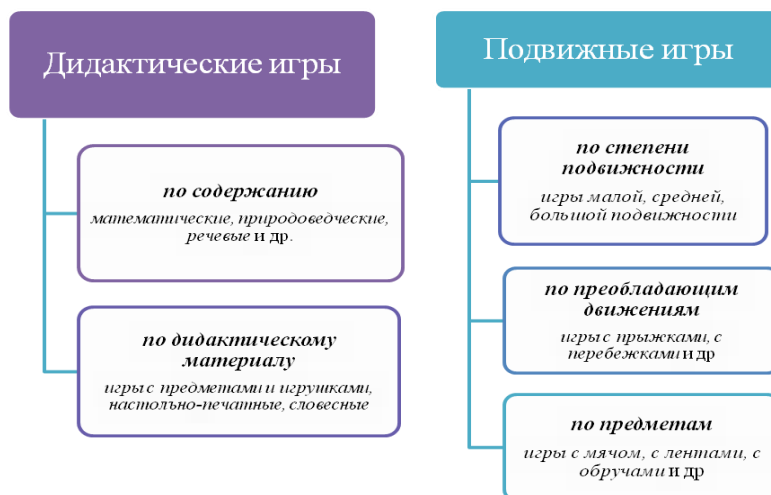 Дидактические игры
по содержанию
математические, природоведческие,
речевые и др.
по дидактическому
материалу
игры с предметами и игрушками,
настольно-печатные, словесные
Подвижные игры
по степени
подвижности
игры малой, средней,
большой подвижности
по преобладающим
движениям
игры с прыжками, с
перебежками и др
по предметам
игры с мячом, с лентами, с
обручами и др